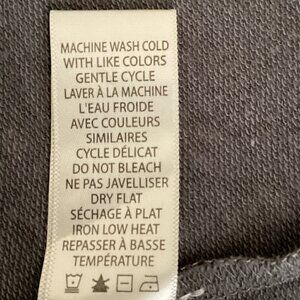 MACHINE WASH COLD
WITH LIKE COLORS
GENTLE CYCLE
LAVER À LA MACHINE
L'EAU FROIDE
AVEC COULEURS
SIMILAIRES
CYCLE DÉLICAT
DO NOT BLEACH
NE PAS JAVELLISER
DRY FLAT
SÉCHAGE À PLAT
IRON LOW HEAT
REPASSER À BASSE
TEMPÉRATURE